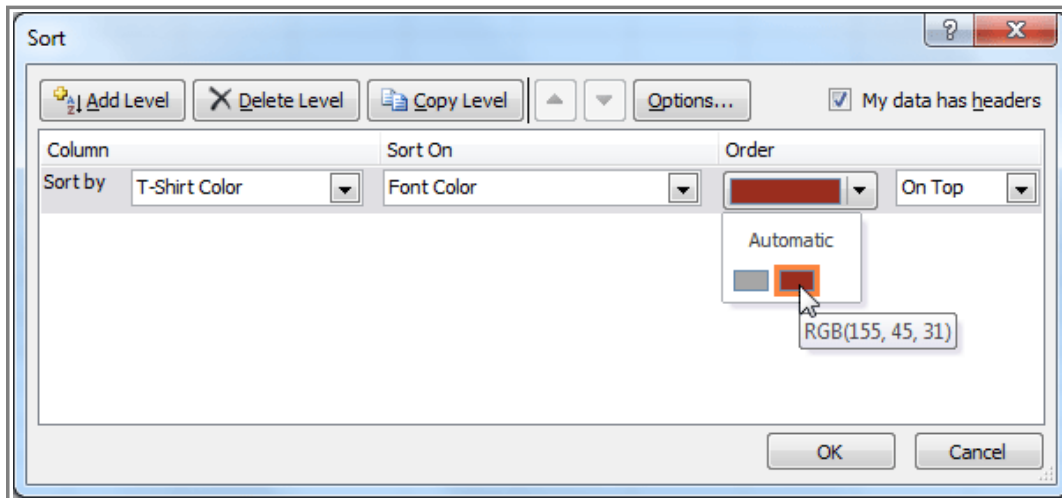 Sort
Add Level Delete Level Copy Level Options... My data has headers
Column Sort On Order
Sort by T-Shirt Color Font Color On Top
Automatic
RGB(155, 45, 31)
OK Cancel